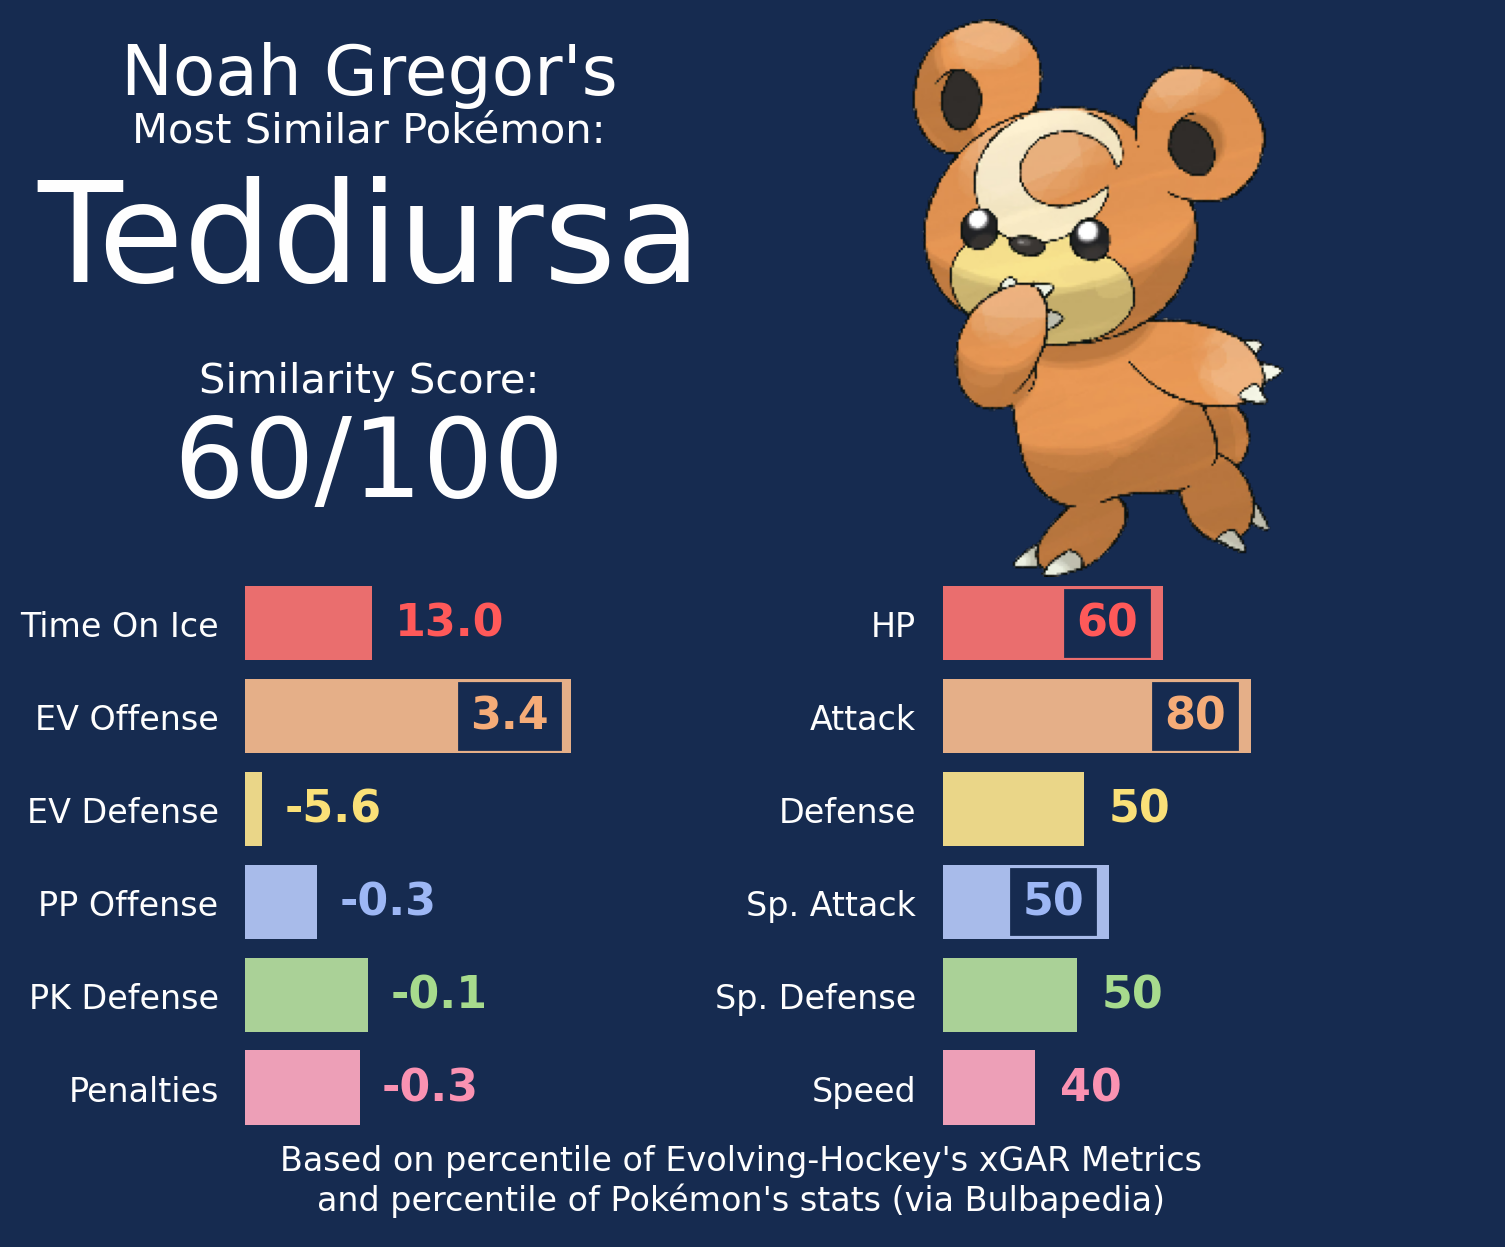 Noah Gregor's
Most Similar Pokémon:
Teddiursa
Similarity Score:
60/100
Time On Ice 13.0
EV Offense 3.4
EV Defense -5.6
PP Offense -0.3
PK Defense -0.1
Penalties -0.3
HP 60
Attack 80
Defense 50
Sp. Attack 50
Sp. Defense 50
Speed 40
Based on percentile of Evolving-Hockey's xGAR Metrics
and percentile of Pokémon's stats (via Bulbapedia)